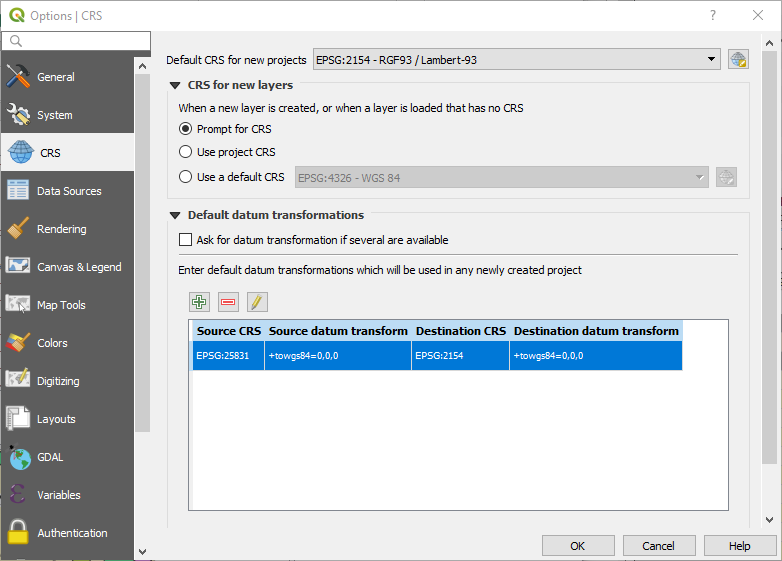 Options | CRS
General
System
CRS
Data Sources
Rendering
Canvas & Legend
Map Tools
Colors
Digitizing
Layouts
GDAL
Variables
Authentication
Default CRS for new projects EPSG:2154 - RGF93 / Lambert-93
CRS for new layers
When a new layer is created, or when a layer is loaded that has no CRS
Prompt for CRS
Use project CRS
Use a default CRS EPSG:4326 - WGS 84
Default datum transformations
Ask for datum transformation if several are available
Enter default datum transformations which will be used in any newly created project
Source CRS Source datum transform Destination CRS Destination datum transform
EPSG:25831 +towgs84=0,0,0 EPSG:2154 +towgs84=0,0,0
OK Cancel Help